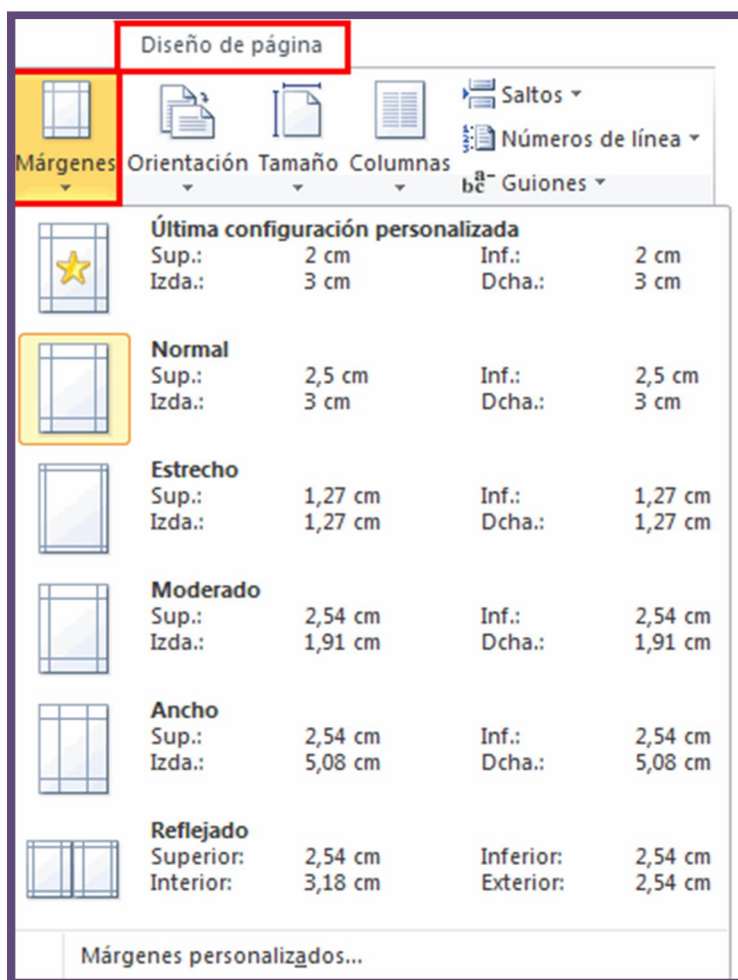 Diseño de página
Márgenes
Orientación
Tamaño
Columnas
Saltos
Números de línea
Guiones
Última configuración personalizada
Sup.: 2 cm Inf.: 2 cm
Izda.: 3 cm Dcha.: 3 cm
Normal
Sup.: 2,5 cm Inf.: 2,5 cm
Izda.: 3 cm Dcha.: 3 cm
Estrecho
Sup.: 1,27 cm Inf.: 1,27 cm
Izda.: 1,27 cm Dcha.: 1,27 cm
Moderado
Sup.: 2,54 cm Inf.: 2,54 cm
Izda.: 1,91 cm Dcha.: 1,91 cm
Ancho
Sup.: 2,54 cm Inf.: 2,54 cm
Izda.: 5,08 cm Dcha.: 5,08 cm
Reflejado
Superior: 2,54 cm Inferior: 2,54 cm
Interior: 3,18 cm Exterior: 2,54 cm
Márgenes personalizados...